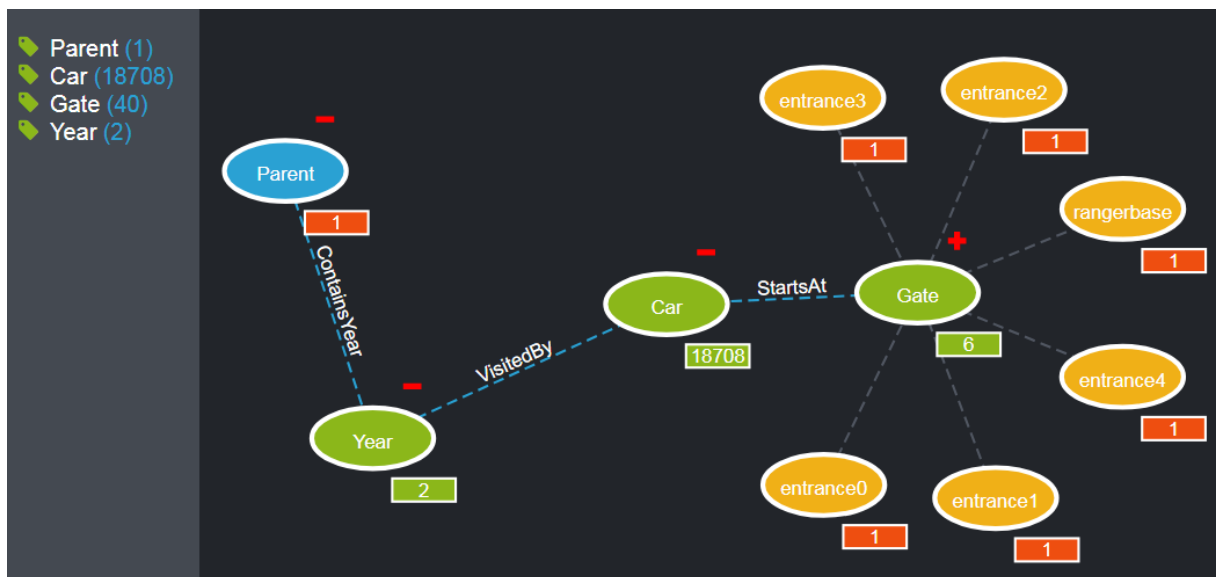 Parent (1)
Car (18708)
Gate (40)
Year (2)
Parent
1
ContainsYear
Year
2
VisitedBy
Car
18708
StartsAt
Gate
6
entrance3
1
entrance2
1
rangerbase
1
entrance4
1
entrance1
1
entrance0
1